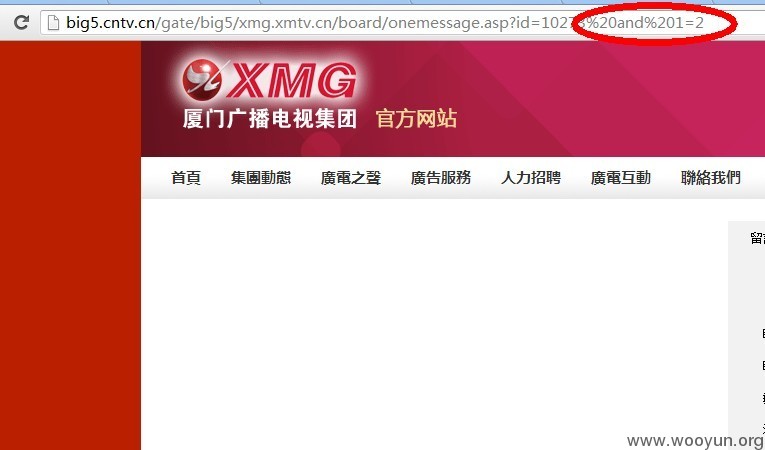 big5.cntv.cn/gate/big5/xmg.xmtv.cn/board/onemessage.asp?id=10273%20and%201=2
XMG
厦门广播电视集团 官方网站
首頁 集團動態 廣電之聲 廣告服務 人力招聘 廣電互動 聯絡我們
www.wooyun.org